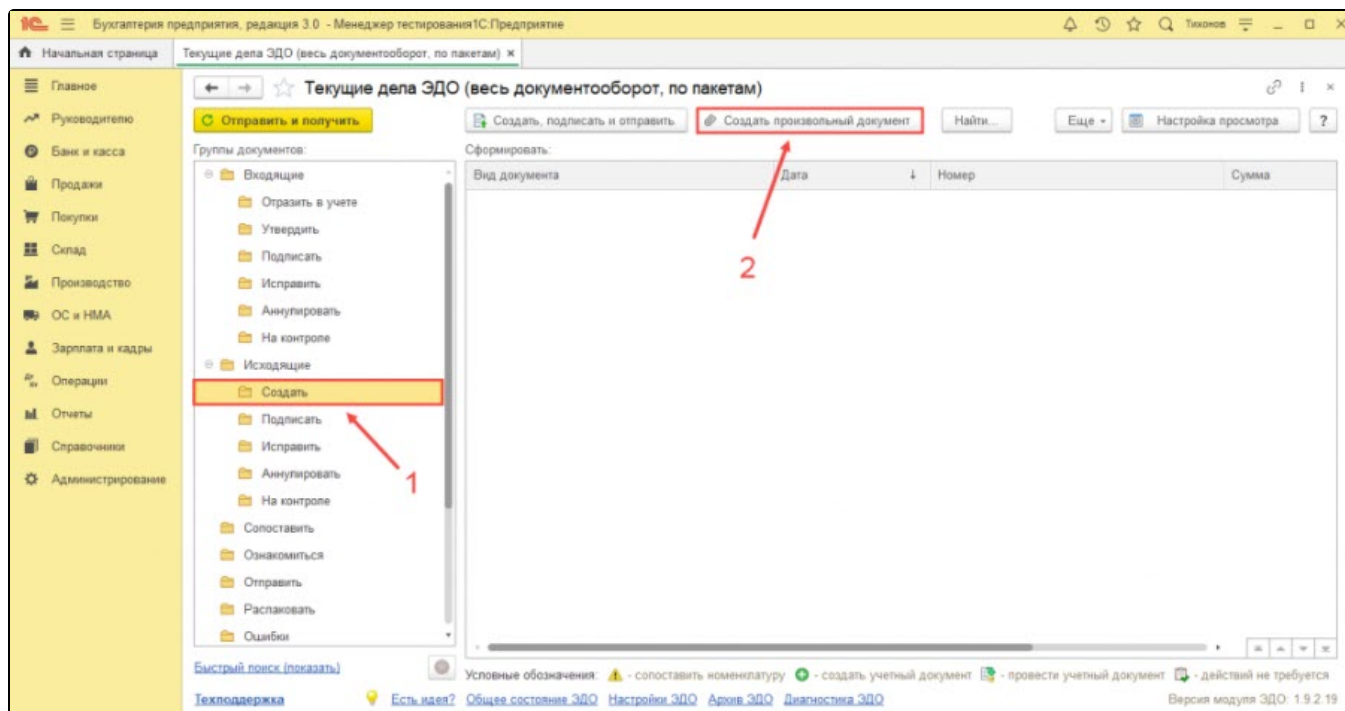 1С Бухгалтерия предприятия, редакция 3.0 - Менеджер тестирования1С:Предприятие Тихонов
Начальная страница Текущие дела ЭДО (весь документооборот, по пакетам) ×
Главное
Руководителю
Банк и касса
Продажи
Покупки
Склад
Производство
ОС и НМА
Зарплата и кадры
Операции
Отчеты
Справочники
Администрирование
Текущие дела ЭДО (весь документооборот, по пакетам)
Отправить и получить Создать, подписать и отправить Создать произвольный документ Найти... Еще Настройка просмотра ?
Группы документов: Сформировать:
Вид документа Дата ↓ Номер Сумма
Входящие
Отразить в учете
Утвердить
Подписать
Исправить
Аннулировать
На контроле
Исходящие
Создать
Подписать
Исправить
Аннулировать
На контроле
Сопоставить
Ознакомиться
Отправить
Распаковать
Ошибки
1
2
Быстрый поиск (показать)
Условные обозначения: - сопоставить номенклатуру - создать учетный документ - провести учетный документ - действий не требуется
Техподдержка Есть идея? Общее состояние ЭДО Настройки ЭДО Архив ЭДО Диагностика ЭДО Версия модуля ЭДО: 1.9.2.19